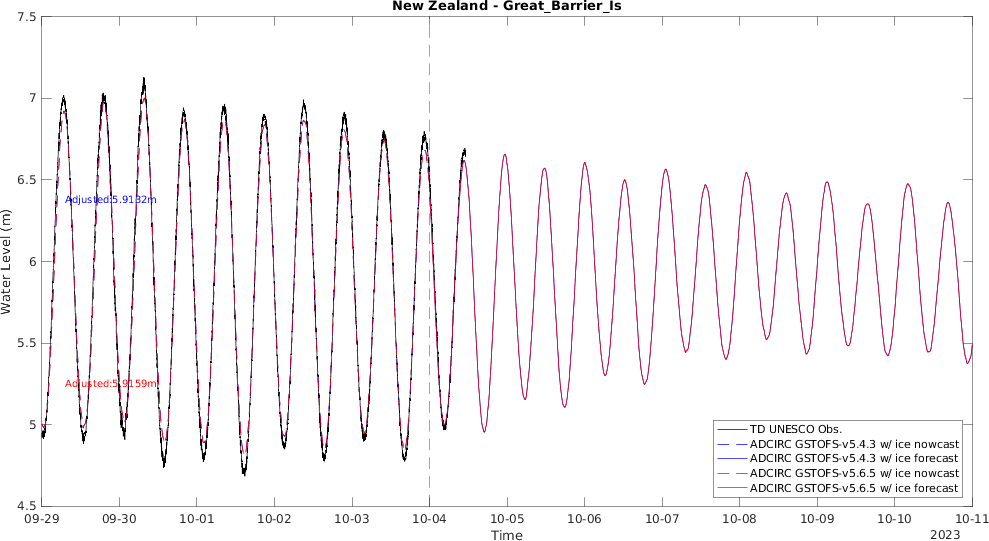 New Zealand - Great_Barrier_Is
7.5
7
6.5
6
5.5
5
4.5
Water Level (m)
Adjusted:5.9132m
Adjusted:5.9159m
TD UNESCO Obs.
ADCIRC GSTOFS-v5.4.3 w/ ice nowcast
ADCIRC GSTOFS-v5.4.3 w/ ice forecast
ADCIRC GSTOFS-v5.6.5 w/ ice nowcast
ADCIRC GSTOFS-v5.6.5 w/ ice forecast
09-29 09-30 10-01 10-02 10-03 10-04 10-05 10-06 10-07 10-08 10-09 10-10 10-11
Time
2023